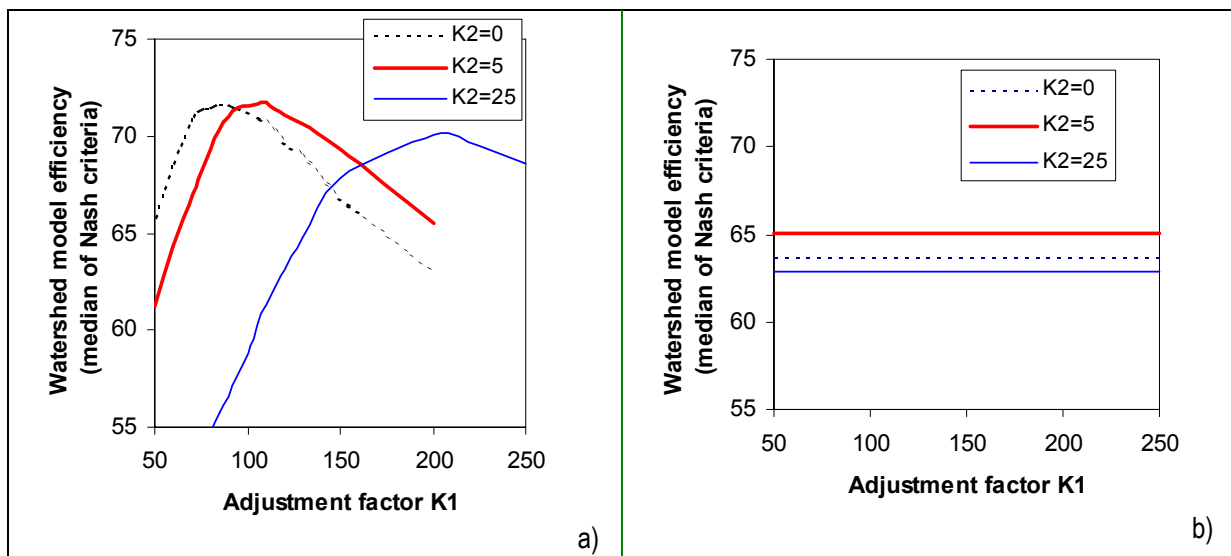 75
70
65
60
55
50
100
150
200
250
Watershed model efficiency
(median of Nash criteria)
Adjustment factor K1
K2=0
K2=5
K2=25
a)
75
70
65
60
55
50
100
150
200
250
Watershed model efficiency
(median of Nash criteria)
Adjustment factor K1
K2=0
K2=5
K2=25
b)